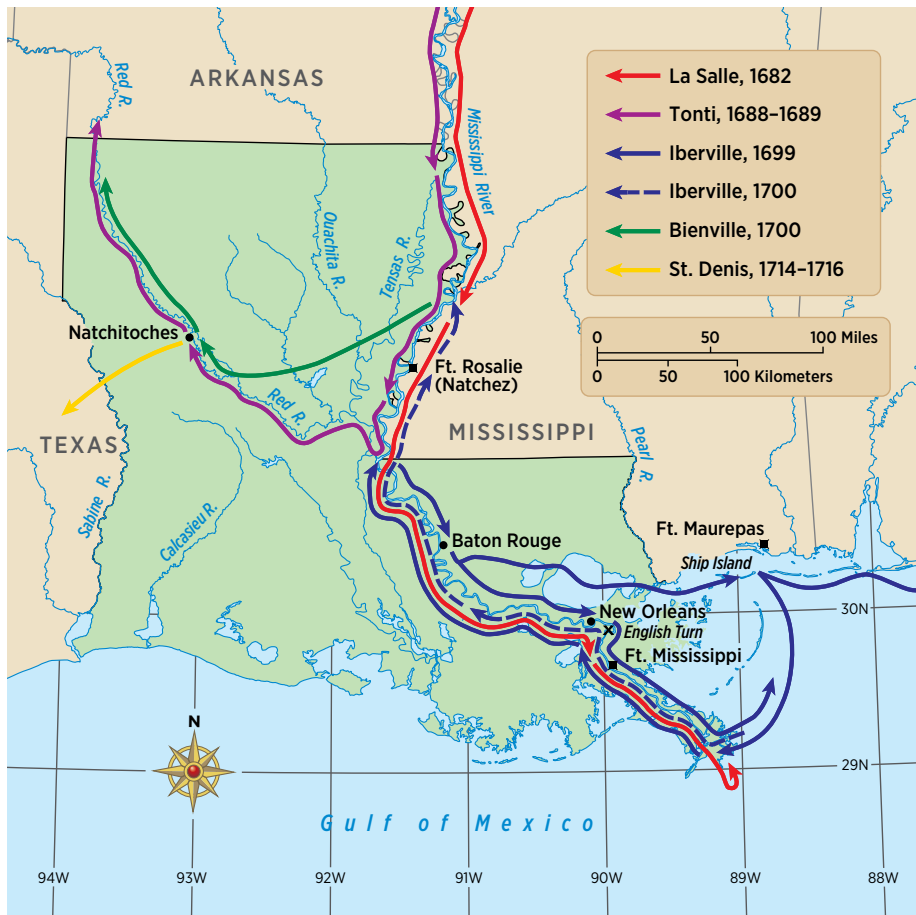 ARKANSAS
Red R.
Mississippi River
La Salle, 1682
Tonti, 1688–1689
Iberville, 1699
Iberville, 1700
Bienville, 1700
St. Denis, 1714–1716
0 50 100 Miles
0 50 100 Kilometers
Ouachita R.
Tensas R.
Natchitoches
Ft. Rosalie
(Natchez)
Red R.
TEXAS
MISSISSIPPI
Pearl R.
Sabine R.
Calcasieu R.
Baton Rouge
Ft. Maurepas
Ship Island
New Orleans
30N
x English Turn
Ft. Mississippi
N
29N
Gulf of Mexico
94W 93W 92W 91W 90W 89W 88W